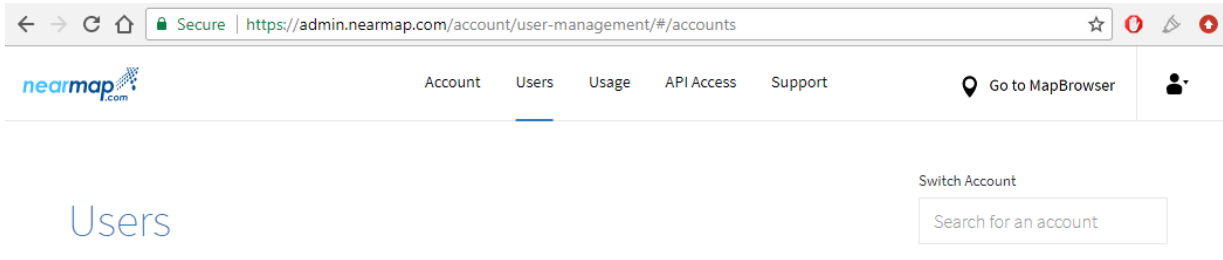 Secure | https://admin.nearmap.com/account/user-management/#/accounts
nearmap.com Account Users Usage API Access Support Go to MapBrowser
Switch Account
Users
Search for an account